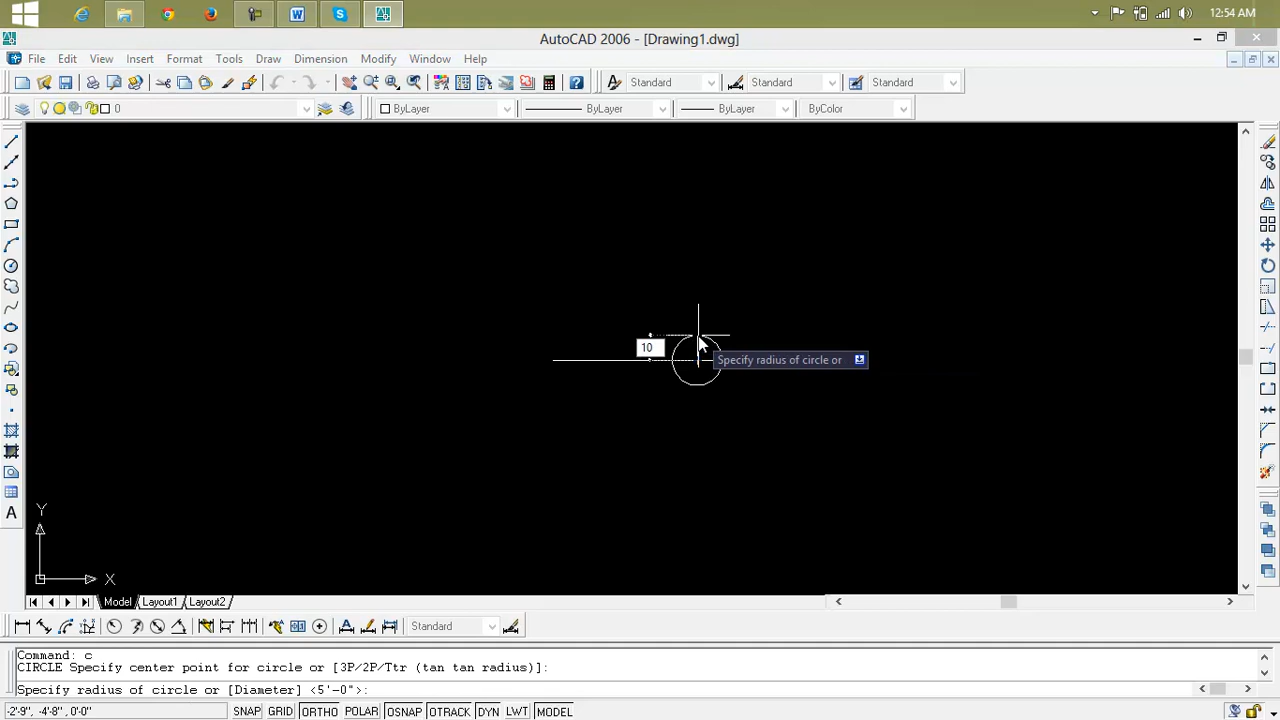 12:54 AM
AutoCAD 2006 - [Drawing1.dwg]
File Edit View Insert Format Tools Draw Dimension Modify Window Help
Standard Standard Standard
0 ByLayer ByLayer ByLayer ByColor
10
Specify radius of circle or
Y
X
Model Layout1 Layout2
Standard
Command: c
CIRCLE Specify center point for circle or [3P/2P/Ttr (tan tan radius)]:
Specify radius of circle or [Diameter] <5'-0">:
-2'-9", -4'-8", 0'-0" SNAP GRID ORTHO POLAR OSNAP OTRACK DYN LWT MODEL